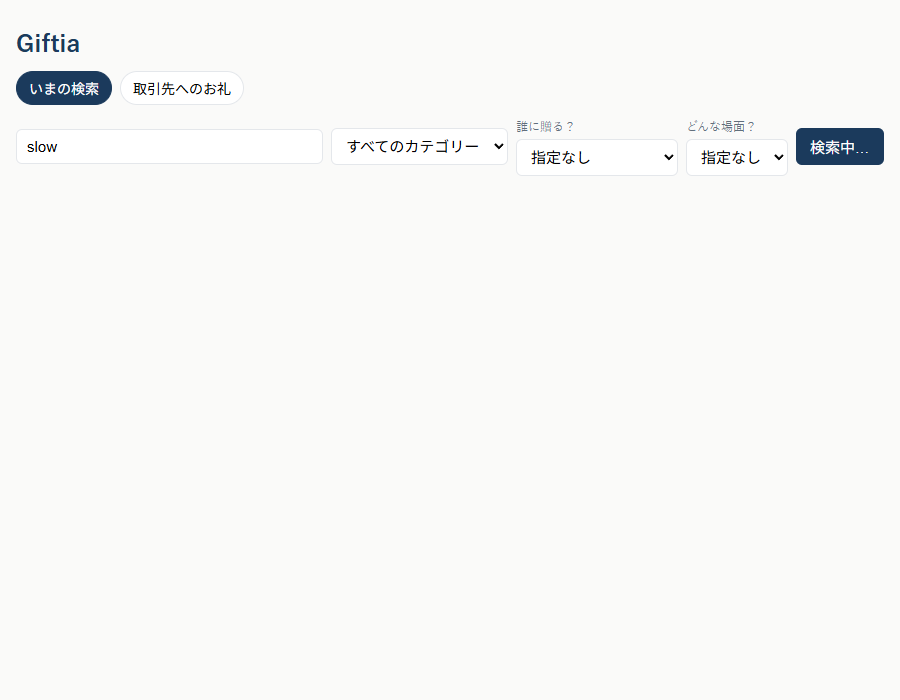 Giftia
いまの検索
取引先へのお礼
slow
すべてのカテゴリー
誰に贈る？
指定なし
どんな場面？
指定なし
検索中…